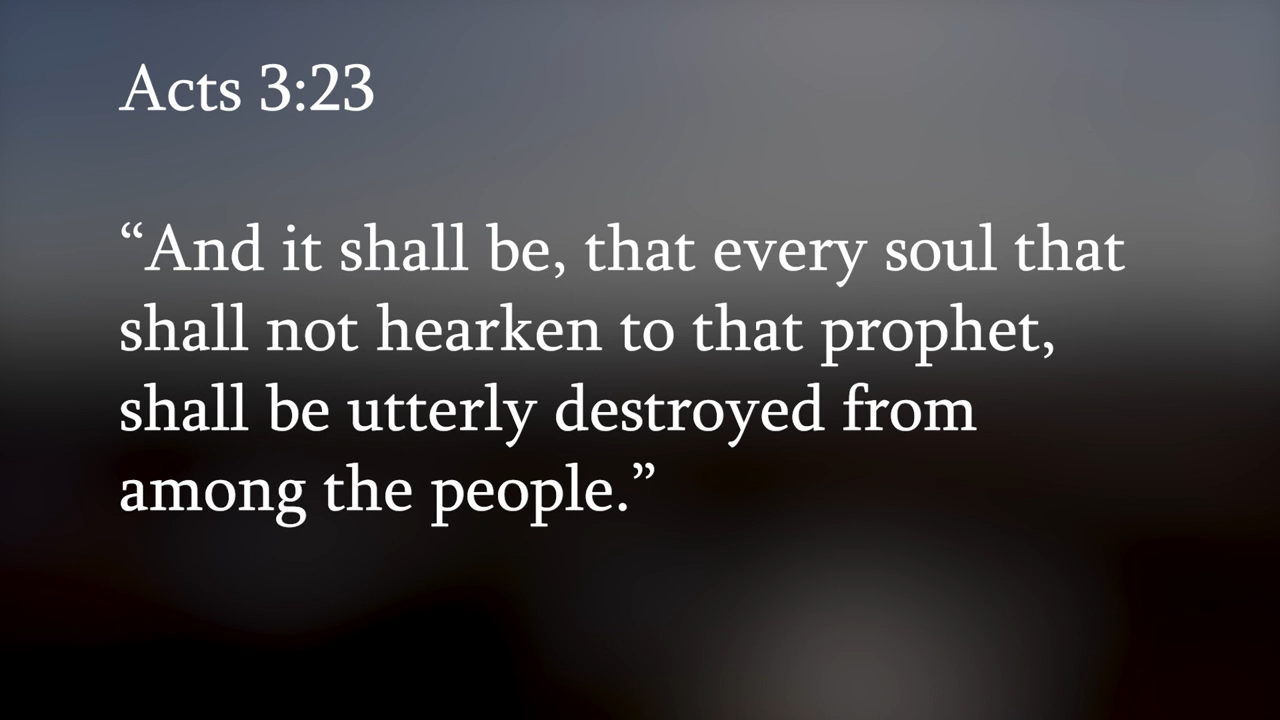 Acts 3:23
“And it shall be, that every soul that
shall not hearken to that prophet,
shall be utterly destroyed from
among the people.”